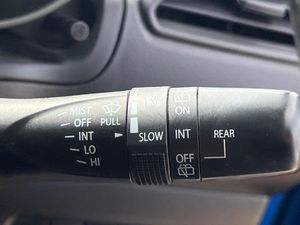 MIST
OFF PULL
INT
LO
HI
SLOW
ON
INT
OFF
REAR